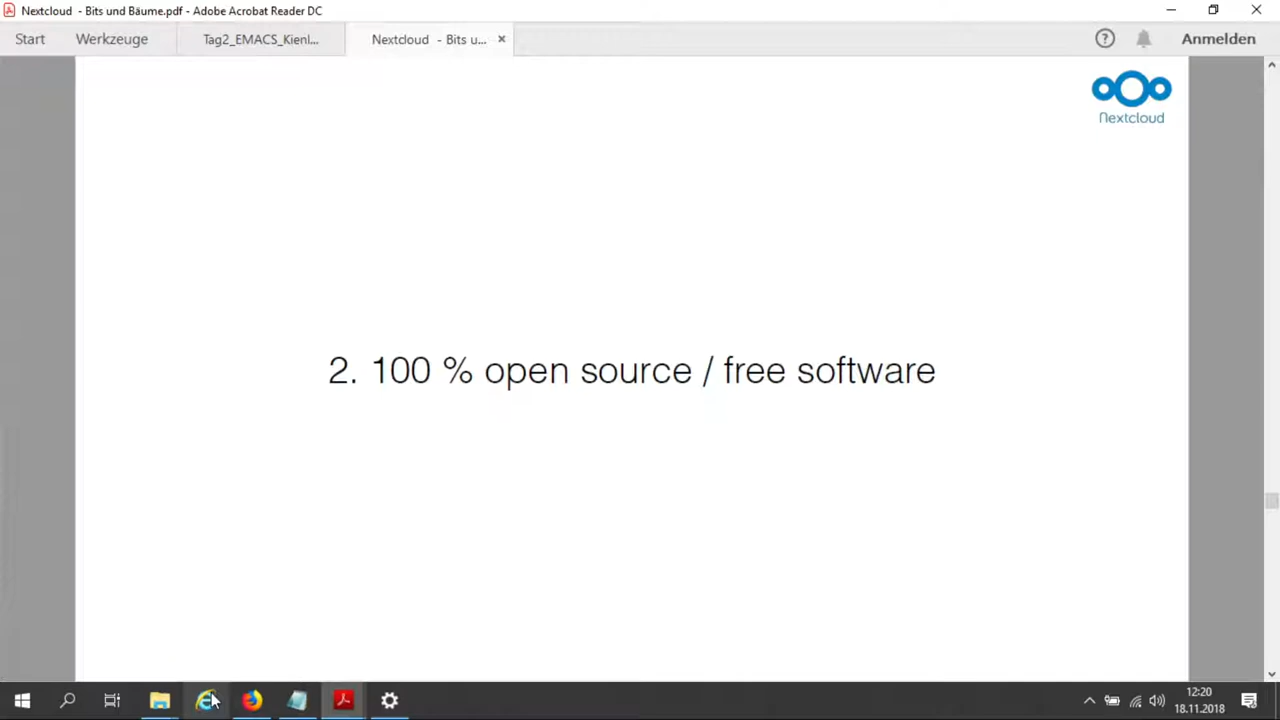 Nextcloud - Bits und Bäume.pdf - Adobe Acrobat Reader DC
Start
Werkzeuge
Tag2_EMACS_Kienl...
Nextcloud - Bits u...
Anmelden
Nextcloud
2. 100 % open source / free software
12:20
18.11.2018